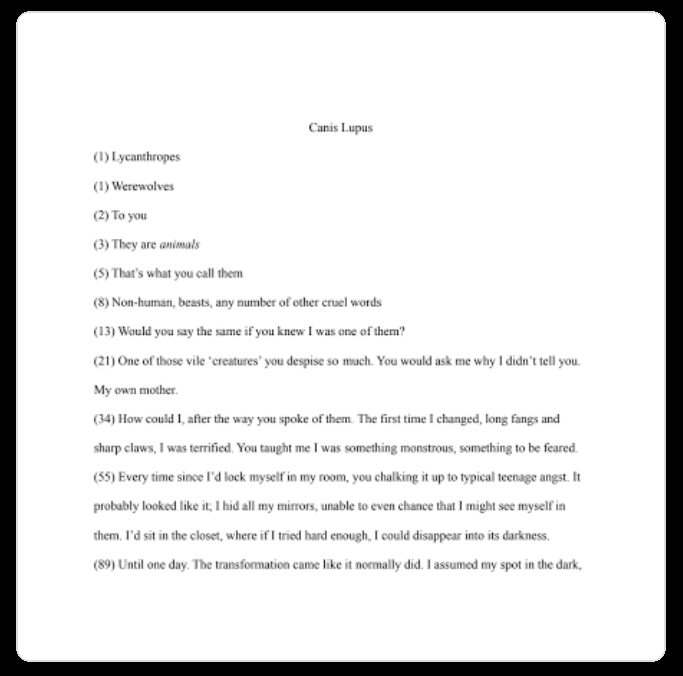 Canis Lupus
(1) Lycanthropes
(1) Werewolves
(2) To you
(3) They are animals
(5) That's what you call them
(8) Non-human, beasts, any number of other cruel words
(13) Would you say the same if you knew I was one of them?
(21) One of those vile 'creatures' you despise so much. You would ask me why I didn't tell you.
My own mother.
(34) How could I, after the way you spoke of them. The first time I changed, long fangs and
sharp claws, I was terrified. You taught me I was something monstrous, something to be feared.
(55) Every time since I'd lock myself in my room, you chalking it up to typical teenage angst. It
probably looked like it; I hid all my mirrors, unable to even chance that I might see myself in
them. I'd sit in the closet, where if I tried hard enough, I could disappear into its darkness.
(89) Until one day. The transformation came like it normally did. I assumed my spot in the dark,